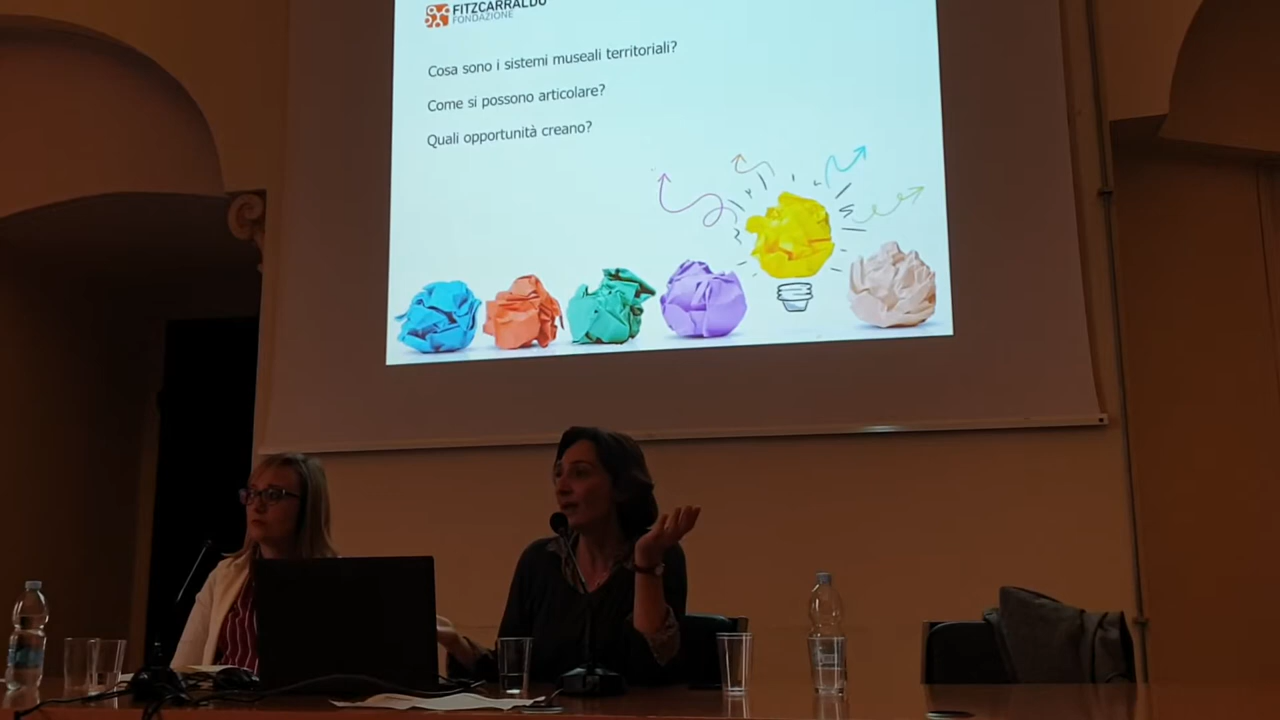 FITZCARRALDO
FONDAZIONE
Cosa sono i sistemi museali territoriali?
Come si possono articolare?
Quali opportunità creano?